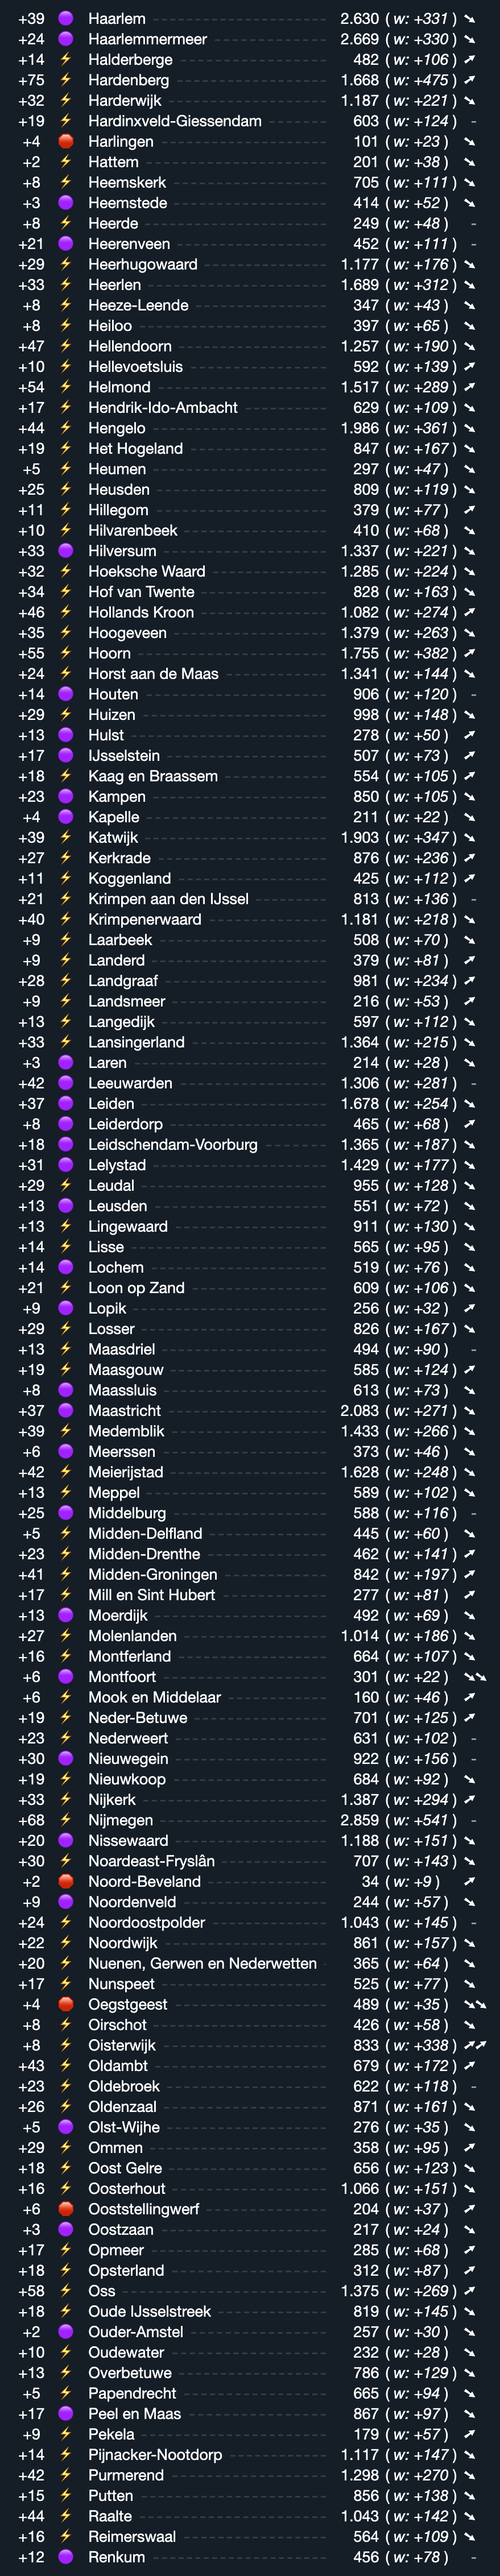 +39 Haarlem 2.630 ( w: +331)
+24 Haarlemmermeer 2.669 ( w: +330)
+14 Halderberge 482 ( w: +106)
+75 Hardenberg 1.668 ( w: +475)
+32 Harderwijk 1.187 ( w: +221)
+19 Hardinxveld-Giessendam 603 ( w: +124) -
+4 Harlingen 101 ( w: +23 )
+2 Hattem 201 ( w: +38 )
+8 Heemskerk 705 ( w: +111)
+3 Heemstede 414 ( w: +52 )
+8 Heerde 249 ( w: +48 ) -
+21 Heerenveen 452 ( w: +111 ) -
+29 Heerhugowaard 1.177 ( w: +176)
+33 Heerlen 1.689 ( w: +312 )
+8 Heeze-Leende 347 ( w: +43 )
+8 Heiloo 397 ( w: +65 )
+47 Hellendoorn 1.257 ( w: +190 )
+10 Hellevoetsluis 592 ( w: +139 )
+54 Helmond 1.517 ( w: +289 )
+17 Hendrik-Ido-Ambacht 629 ( w: +109 )
+44 Hengelo 1.986 ( w: +361 )
+19 Het Hogeland 847 ( w: +167 )
+5 Heumen 297 ( w: +47 )
+25 Heusden 809 ( w: +119 )
+11 Hillegom 379 ( w: +77 )
+10 Hilvarenbeek 410 ( w: +68 )
+33 Hilversum 1.337 ( w: +221 )
+32 Hoeksche Waard 1.285 ( w: +224 )
+34 Hof van Twente 828 ( w: +163 )
+46 Hollands Kroon 1.082 ( w: +274 )
+35 Hoogeveen 1.379 ( w: +263 )
+55 Hoorn 1.755 ( w: +382 )
+24 Horst aan de Maas 1.341 ( w: +144 )
+14 Houten 906 ( w: +120 ) -
+29 Huizen 998 ( w: +148 )
+13 Hulst 278 ( w: +50 )
+17 IJsselstein 507 ( w: +73 )
+18 Kaag en Braassem 554 ( w: +105 )
+23 Kampen 850 ( w: +105 )
+4 Kapelle 211 ( w: +22 )
+39 Katwijk 1.903 ( w: +347 )
+27 Kerkrade 876 ( w: +236 )
+11 Koggenland 425 ( w: +112 )
+21 Krimpen aan den IJssel 813 ( w: +136 ) -
+40 Krimpenerwaard 1.181 ( w: +218 )
+9 Laarbeek 508 ( w: +70 )
+9 Landerd 379 ( w: +81 )
+28 Landgraaf 981 ( w: +234 )
+9 Landsmeer 216 ( w: +53 )
+13 Langedijk 597 ( w: +112 )
+33 Lansingerland 1.364 ( w: +215 )
+3 Laren 214 ( w: +28 )
+42 Leeuwarden 1.306 ( w: +281 ) -
+37 Leiden 1.678 ( w: +254 )
+8 Leiderdorp 465 ( w: +68 )
+18 Leidschendam-Voorburg 1.365 ( w: +187 )
+31 Lelystad 1.429 ( w: +177 )
+29 Leudal 955 ( w: +128 )
+13 Leusden 551 ( w: +72 )
+13 Lingewaard 911 ( w: +130 )
+14 Lisse 565 ( w: +95 )
+14 Lochem 519 ( w: +76 )
+21 Loon op Zand 609 ( w: +106 )
+9 Lopik 256 ( w: +32 )
+29 Losser 826 ( w: +167 )
+13 Maasdriel 494 ( w: +90 ) -
+19 Maasgouw 585 ( w: +124 )
+8 Maassluis 613 ( w: +73 )
+37 Maastricht 2.083 ( w: +271 )
+39 Medemblik 1.433 ( w: +266 )
+6 Meerssen 373 ( w: +46 )
+42 Meierijstad 1.628 ( w: +248 )
+13 Meppel 589 ( w: +102 )
+25 Middelburg 588 ( w: +116 ) -
+5 Midden-Delfland 445 ( w: +60 )
+23 Midden-Drenthe 462 ( w: +141 )
+41 Midden-Groningen 842 ( w: +197 )
+17 Mill en Sint Hubert 277 ( w: +81 )
+13 Moerdijk 492 ( w: +69 )
+27 Molenlanden 1.014 ( w: +186 )
+16 Montferland 664 ( w: +107 )
+6 Montfoort 301 ( w: +22 )
+6 Mook en Middelaar 160 ( w: +46 )
+19 Neder-Betuwe 701 ( w: +125 )
+23 Nederweert 631 ( w: +102 ) -
+30 Nieuwegein 922 ( w: +156 ) -
+19 Nieuwkoop 684 ( w: +92 )
+33 Nijkerk 1.387 ( w: +294 )
+68 Nijmegen 2.859 ( w: +541 ) -
+20 Nissewaard 1.188 ( w: +151 )
+30 Noardeast-Fryslân 707 ( w: +143 )
+2 Noord-Beveland 34 ( w: +9 )
+9 Noordenveld 244 ( w: +57 )
+24 Noordoostpolder 1.043 ( w: +145 ) -
+22 Noordwijk 861 ( w: +157 )
+20 Nuenen, Gerwen en Nederwetten 365 ( w: +64 )
+17 Nunspeet 525 ( w: +77 )
+4 Oegstgeest 489 ( w: +35 )
+8 Oirschot 426 ( w: +58 )
+8 Oisterwijk 833 ( w: +338 )
+43 Oldambt 679 ( w: +172 )
+23 Oldebroek 622 ( w: +118 ) -
+26 Oldenzaal 871 ( w: +161 )
+5 Olst-Wijhe 276 ( w: +35 )
+29 Ommen 358 ( w: +95 )
+18 Oost Gelre 656 ( w: +123 )
+16 Oosterhout 1.066 ( w: +151 )
+6 Ooststellingwerf 204 ( w: +37 )
+3 Oostzaan 217 ( w: +24 )
+17 Opmeer 285 ( w: +68 )
+18 Opsterland 312 ( w: +87 )
+58 Oss 1.375 ( w: +269 )
+18 Oude IJsselstreek 819 ( w: +145 )
+2 Ouder-Amstel 257 ( w: +30 )
+10 Oudewater 232 ( w: +28 )
+13 Overbetuwe 786 ( w: +129 )
+5 Papendrecht 665 ( w: +94 )
+17 Peel en Maas 867 ( w: +97 )
+9 Pekela 179 ( w: +57 )
+14 Pijnacker-Nootdorp 1.117 ( w: +147 )
+42 Purmerend 1.298 ( w: +270 )
+15 Putten 856 ( w: +138 )
+44 Raalte 1.043 ( w: +142 )
+16 Reimerswaal 564 ( w: +109 )
+12 Renkum 456 ( w: +78 ) -